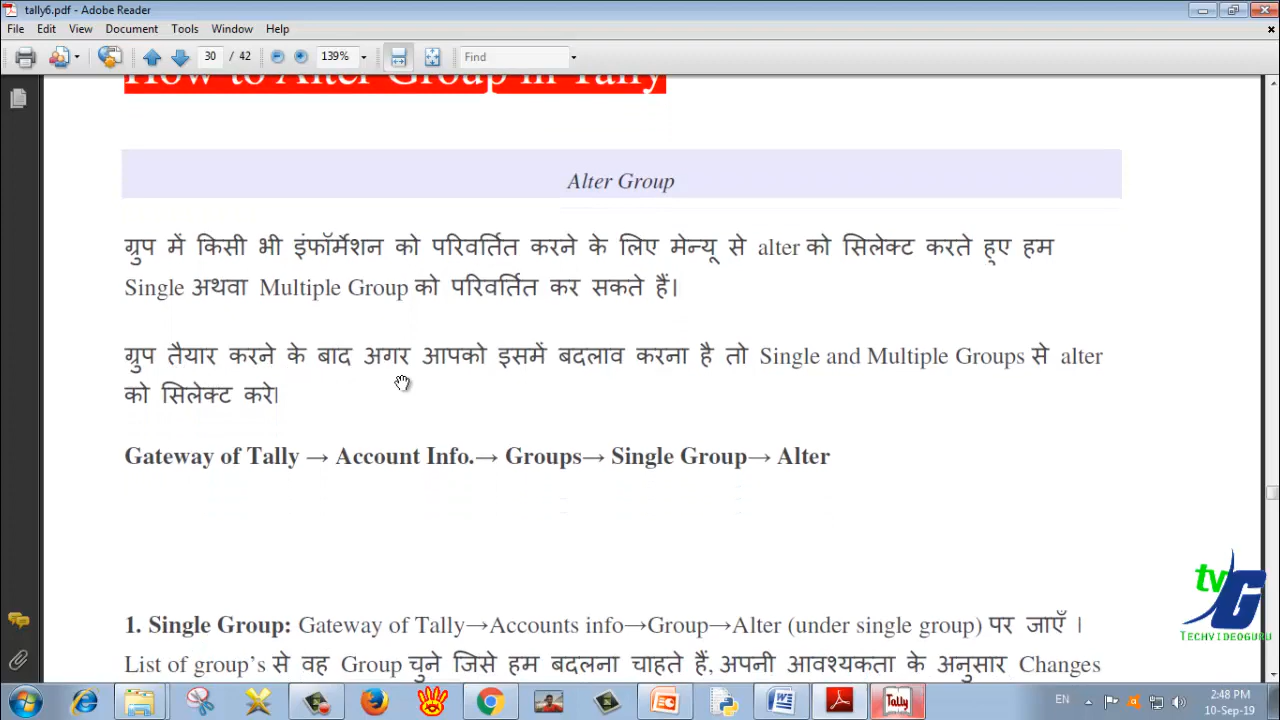 tally6.pdf - Adobe Reader
File Edit View Document Tools Window Help
30 / 42 139% Find
How to Alter Group in Tally
Alter Group
ग्रुप में किसी भी इंफॉर्मेशन को परिवर्तित करने के लिए मेन्यू से alter को सिलेक्ट करते हुए हम
Single अथवा Multiple Group को परिवर्तित कर सकते हैं।
ग्रुप तैयार करने के बाद अगर आपको इसमें बदलाव करना है तो Single and Multiple Groups से alter
को सिलेक्ट करे।
Gateway of Tally → Account Info.→ Groups→ Single Group→ Alter
1. Single Group: Gateway of Tally→Accounts info→Group→Alter (under single group) पर जाएँ ।
List of group’s से वह Group चुने जिसे हम बदलना चाहते हैं, अपनी आवश्यकता के अनुसार Changes
tvG
TECHVIDEOGURU
Tally
EN
2:48 PM
10-Sep-19